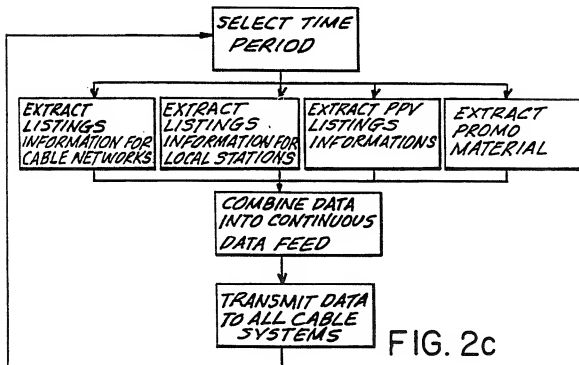 SELECT TIME
PERIOD
EXTRACT
LISTINGS
INFORMATION FOR
CABLE NETWORKS
EXTRACT
LISTINGS
INFORMATION FOR
LOCAL STATIONS
EXTRACT PPV
LISTINGS
INFORMATIONS
EXTRACT
PROMO
MATERIAL
COMBINE DATA
INTO CONTINUOUS
DATA FEED
TRANSMIT DATA
TO ALL CABLE
SYSTEMS
FIG. 2c